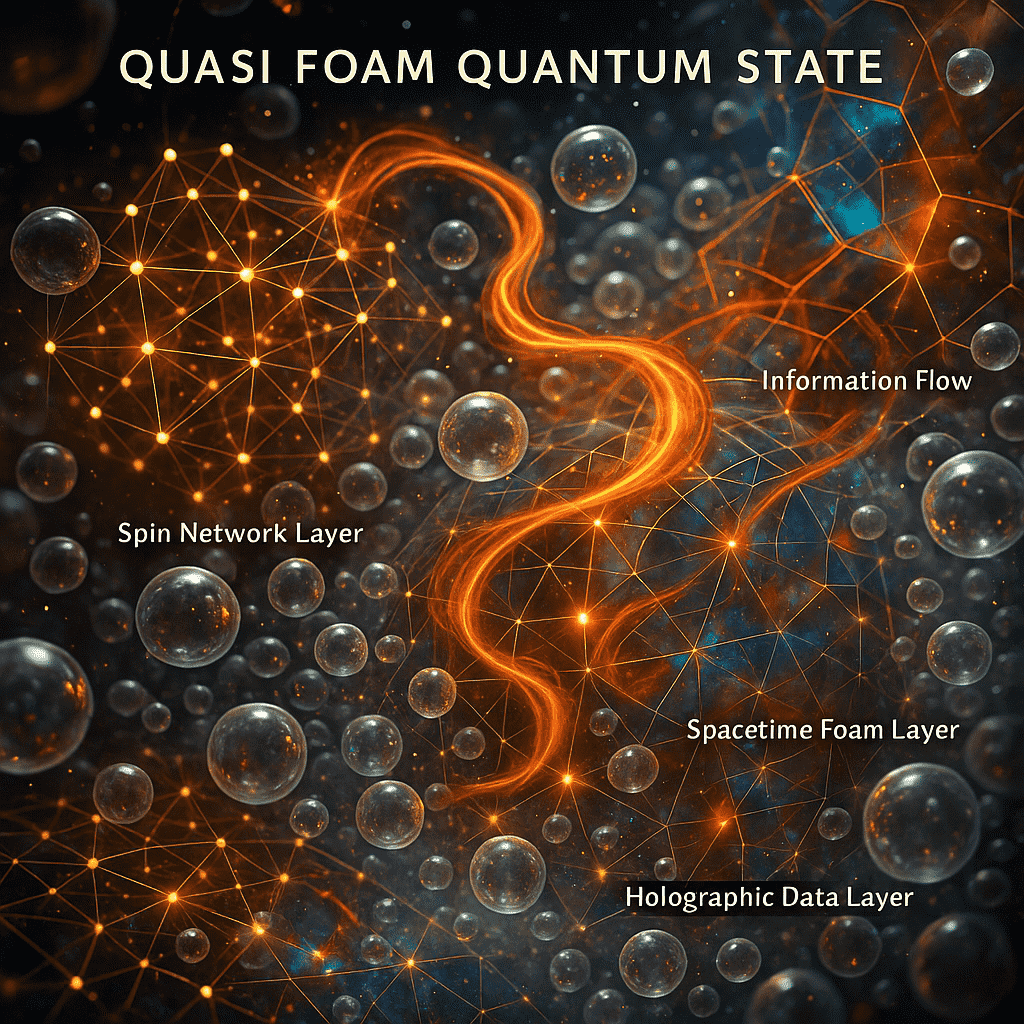 QUASI FOAM QUANTUM STATE
Information Flow
Spin Network Layer
Spacetime Foam Layer
Holographic Data Layer